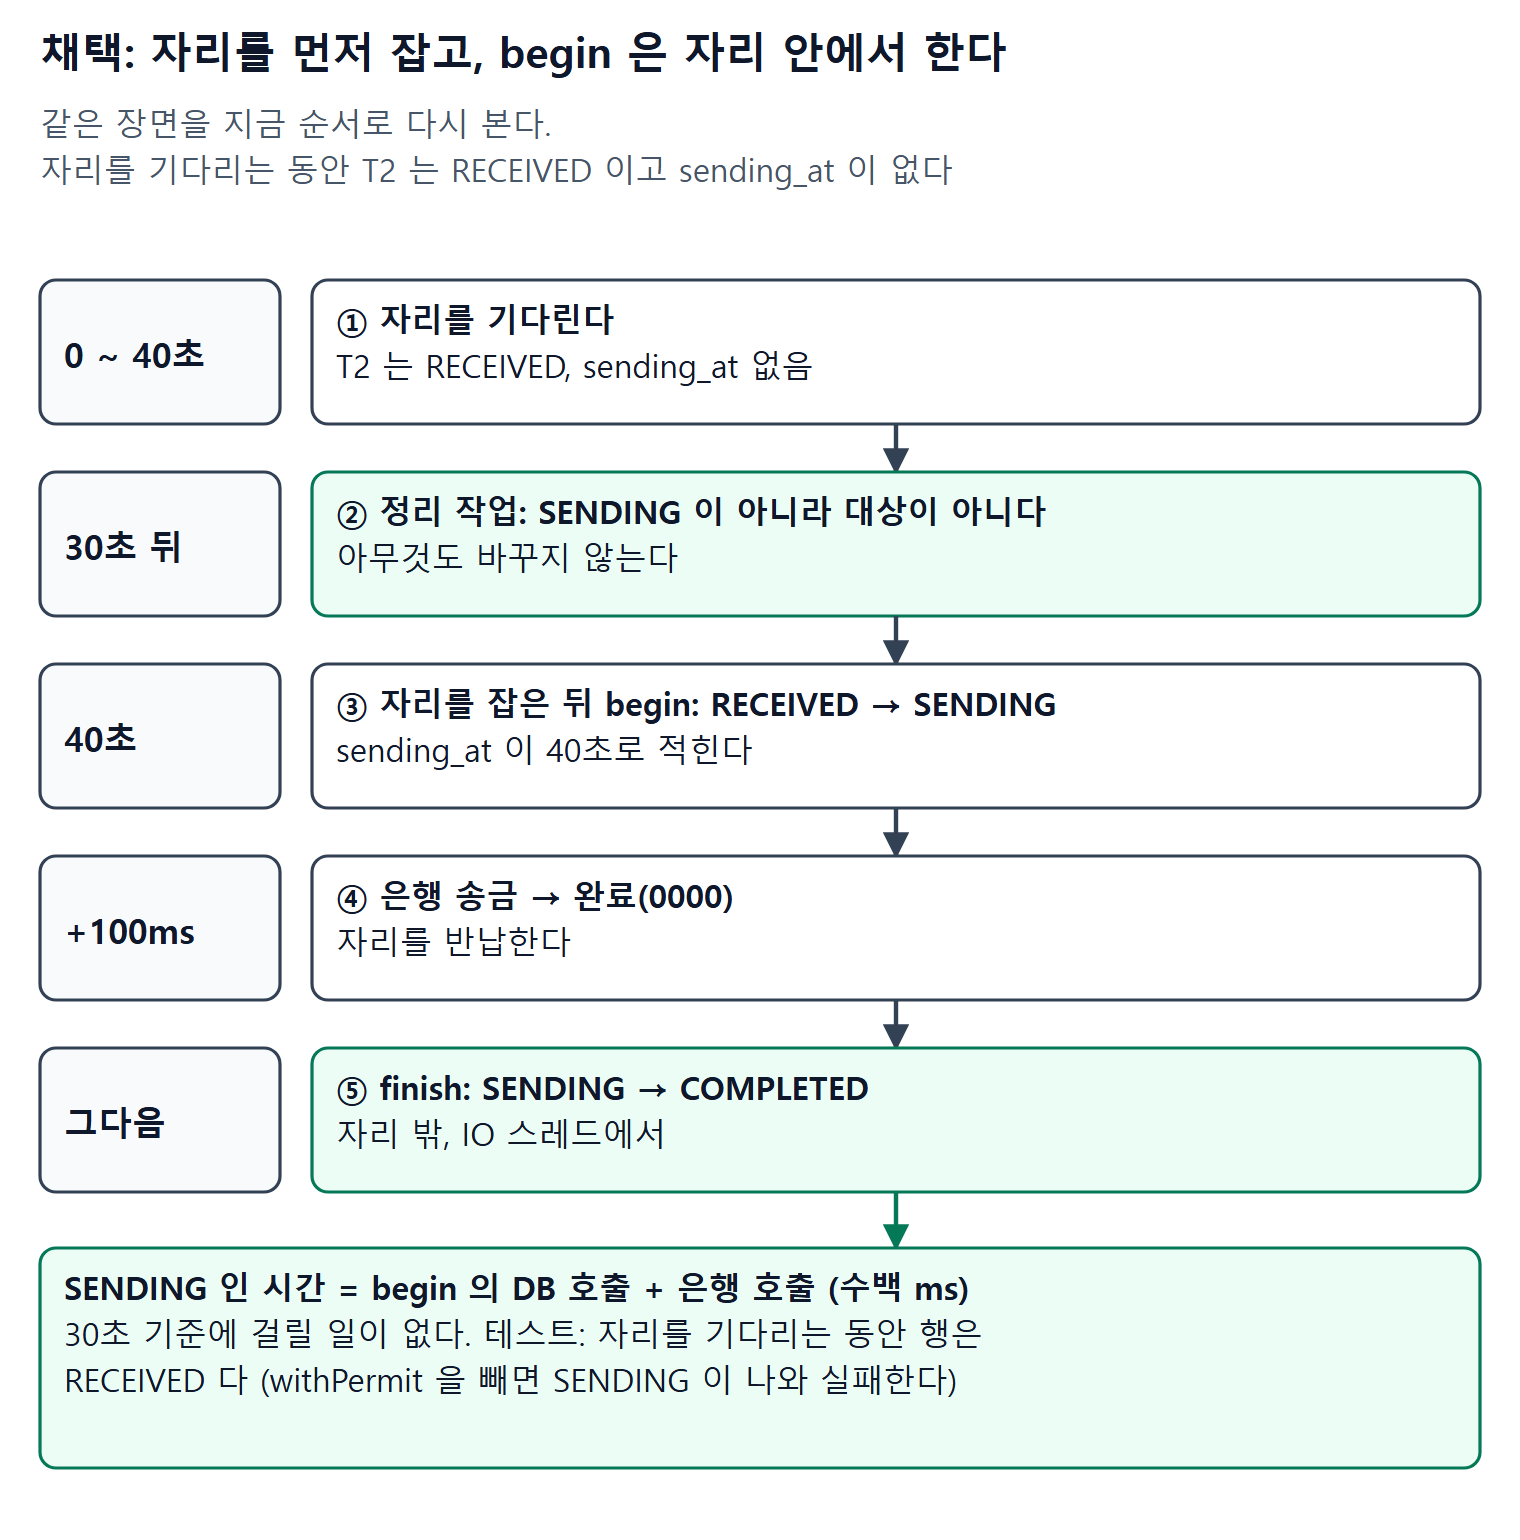 채택: 자리를 먼저 잡고, begin 은 자리 안에서 한다
같은 장면을 지금 순서로 다시 본다.
자리를 기다리는 동안 T2 는 RECEIVED 이고 sending_at 이 없다
0 ~ 40초
① 자리를 기다린다
T2 는 RECEIVED, sending_at 없음
30초 뒤
② 정리 작업: SENDING 이 아니라 대상이 아니다
아무것도 바꾸지 않는다
40초
③ 자리를 잡은 뒤 begin: RECEIVED → SENDING
sending_at 이 40초로 적힌다
+100ms
④ 은행 송금 → 완료(0000)
자리를 반납한다
그다음
⑤ finish: SENDING → COMPLETED
자리 밖, IO 스레드에서
SENDING 인 시간 = begin 의 DB 호출 + 은행 호출 (수백 ms)
30초 기준에 걸릴 일이 없다. 테스트: 자리를 기다리는 동안 행은
RECEIVED 다 (withPermit 을 빼면 SENDING 이 나와 실패한다)